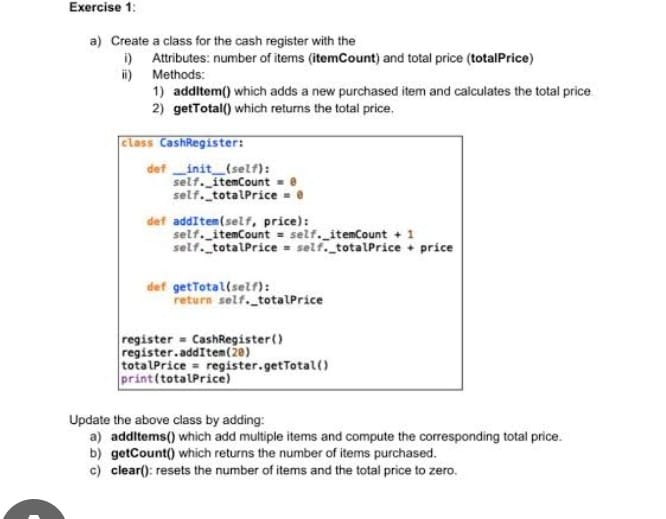 Exercise 1:
a) Create a class for the cash register with the
i) Attributes: number of items (itemCount) and total price (totalPrice)
ii) Methods:
1) addItem() which adds a new purchased item and calculates the total price
2) getTotal() which returns the total price.
class CashRegister:
def __init__(self):
self._itemCount = 0
self._totalPrice = 0
def addItem(self, price):
self._itemCount = self._itemCount + 1
self._totalPrice = self._totalPrice + price
def getTotal(self):
return self._totalPrice
register = CashRegister()
register.addItem(20)
totalPrice = register.getTotal()
print(totalPrice)
Update the above class by adding:
a) addItems() which add multiple items and compute the corresponding total price.
b) getCount() which returns the number of items purchased.
c) clear(): resets the number of items and the total price to zero.